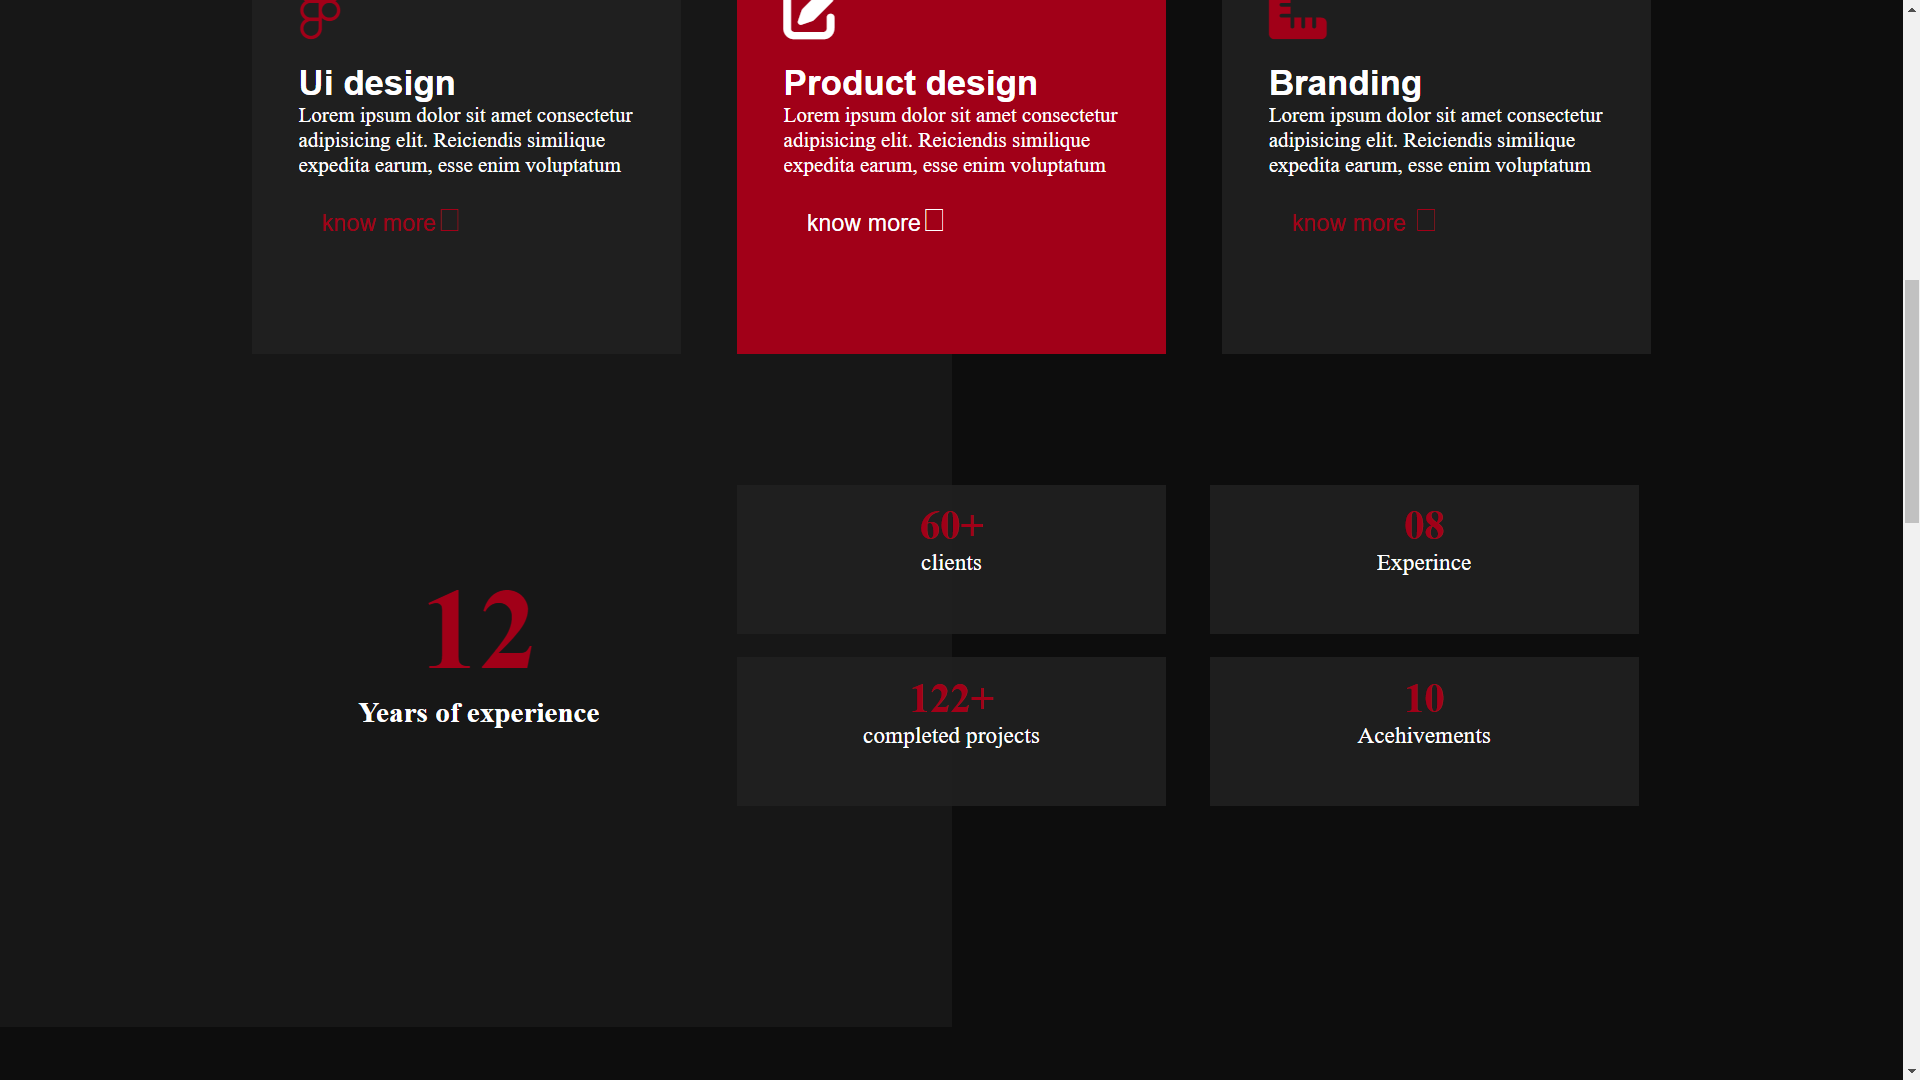 Ui design
Lorem ipsum dolor sit amet consectetur
adipisicing elit. Reiciendis similique
expedita earum, esse enim voluptatum
know more
Product design
Lorem ipsum dolor sit amet consectetur
adipisicing elit. Reiciendis similique
expedita earum, esse enim voluptatum
know more
Branding
Lorem ipsum dolor sit amet consectetur
adipisicing elit. Reiciendis similique
expedita earum, esse enim voluptatum
know more
12
Years of experience
60+
clients
08
Experince
122+
completed projects
10
Acehivements